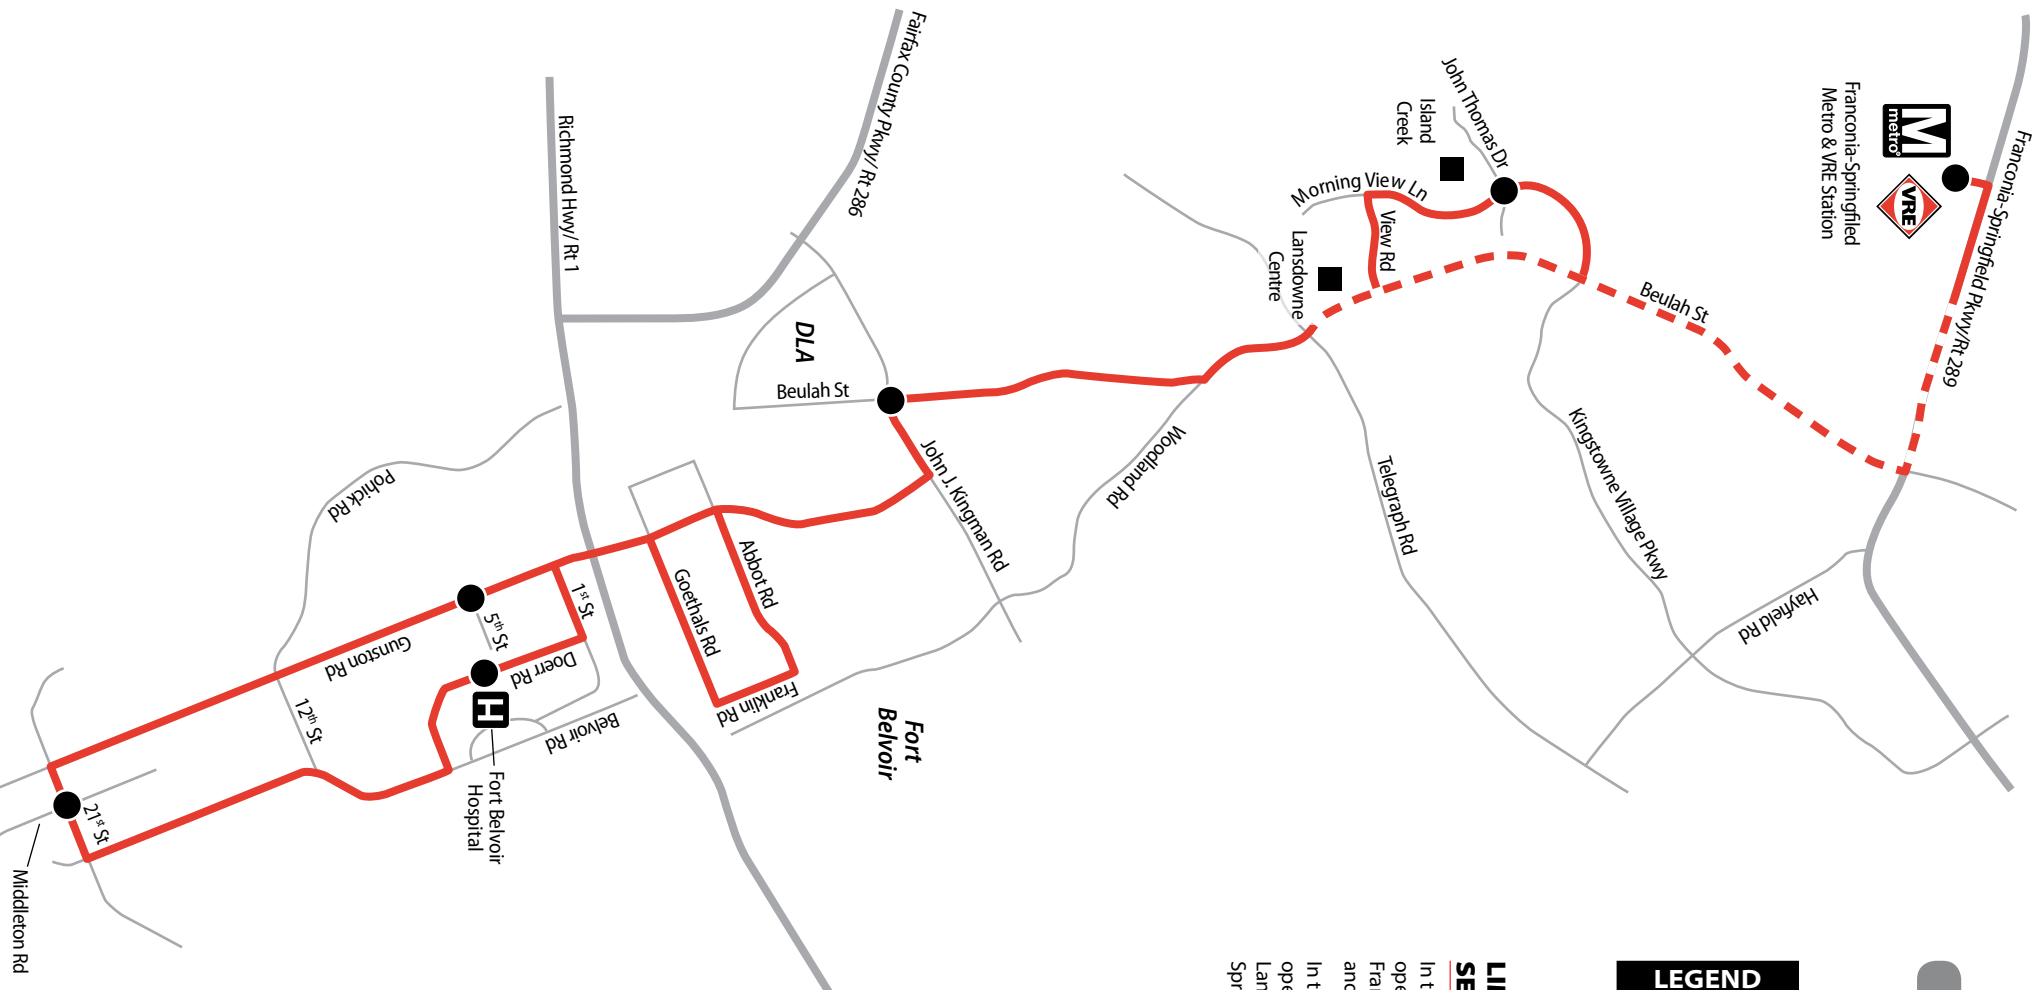 Franconia-Springfield Pkwy/Rt 289
Franconia-Springfiled
Metro & VRE Station
M
metro
VRE
John Thomas Dr
Island
Creek
Morning View Ln
View Rd
Lansdowne
Centre
Beulah St
Kingstowne Village Pkwy
Hayfield Rd
Telegraph Rd
Woodland Rd
Fairfax County Pkwy/ Rt 286
Richmond Hwy/ Rt 1
DLA
Beulah St
John J. Kingman Rd
Abbot Rd
Goethals Rd
Franklin Rd
Fort
Belvoir
Pohick Rd
1st St
5th St
Doerr Rd
Gunston Rd
H
Belvoir Rd
Fort Belvoir
Hospital
12th St
21st St
Middleton Rd
LEGEND